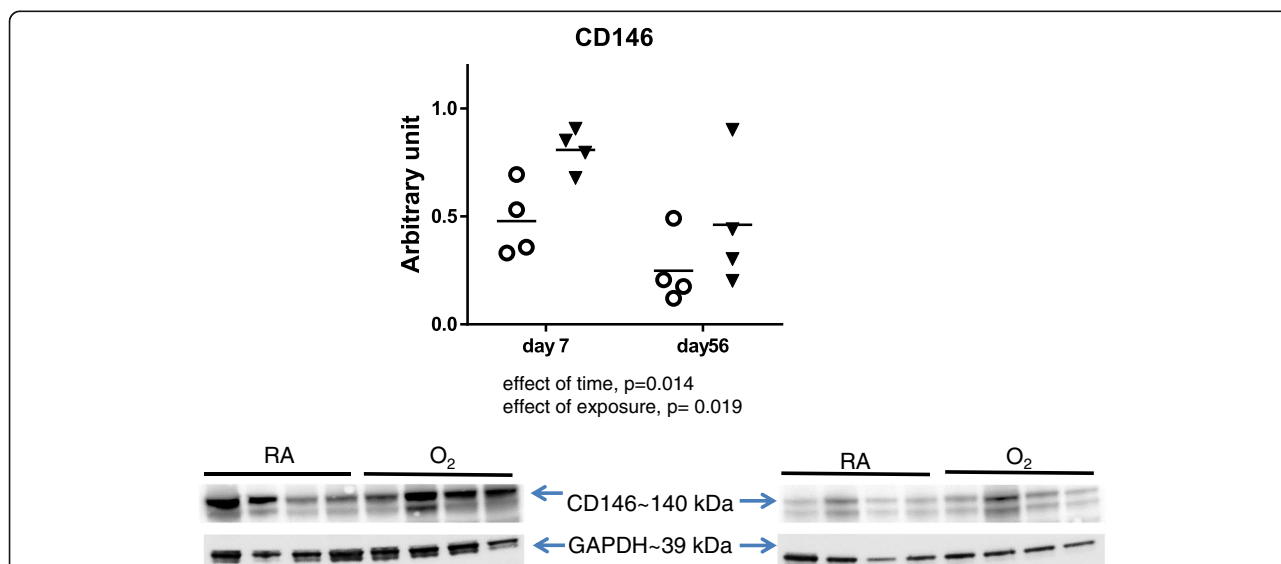 CD146
Arbitrary unit
1.0
0.5
0.0
day 7 day56
effect of time, p=0.014
effect of exposure, p= 0.019
RA O₂ RA O₂
CD146~140 kDa
GAPDH~39 kDa